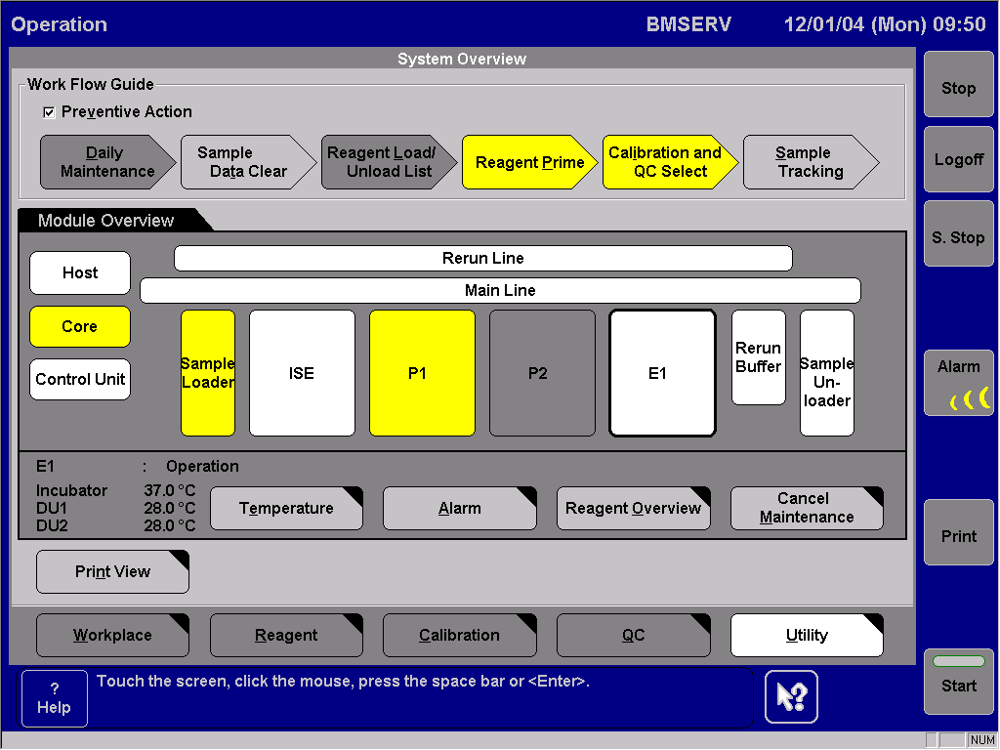 Operation
BMSERV
12/01/04 (Mon) 09:50
System Overview
Work Flow Guide
Preventive Action
Daily
Maintenance
Sample
Data Clear
Reagent Load/
Unload List
Reagent Prime
Calibration and
QC Select
Sample
Tracking
Module Overview
Host
Core
Control Unit
Rerun Line
Main Line
Sample
Loader
ISE
P1
P2
E1
Rerun
Buffer
Sample
Un-
loader
E1 : Operation
Incubator 37.0 °C
DU1 28.0 °C
DU2 28.0 °C
Temperature
Alarm
Reagent Overview
Cancel
Maintenance
Print View
Workplace
Reagent
Calibration
QC
Utility
Stop
Logoff
S. Stop
Alarm
Print
Start
?
Help
Touch the screen, click the mouse, press the space bar or <Enter>.
?
NUM